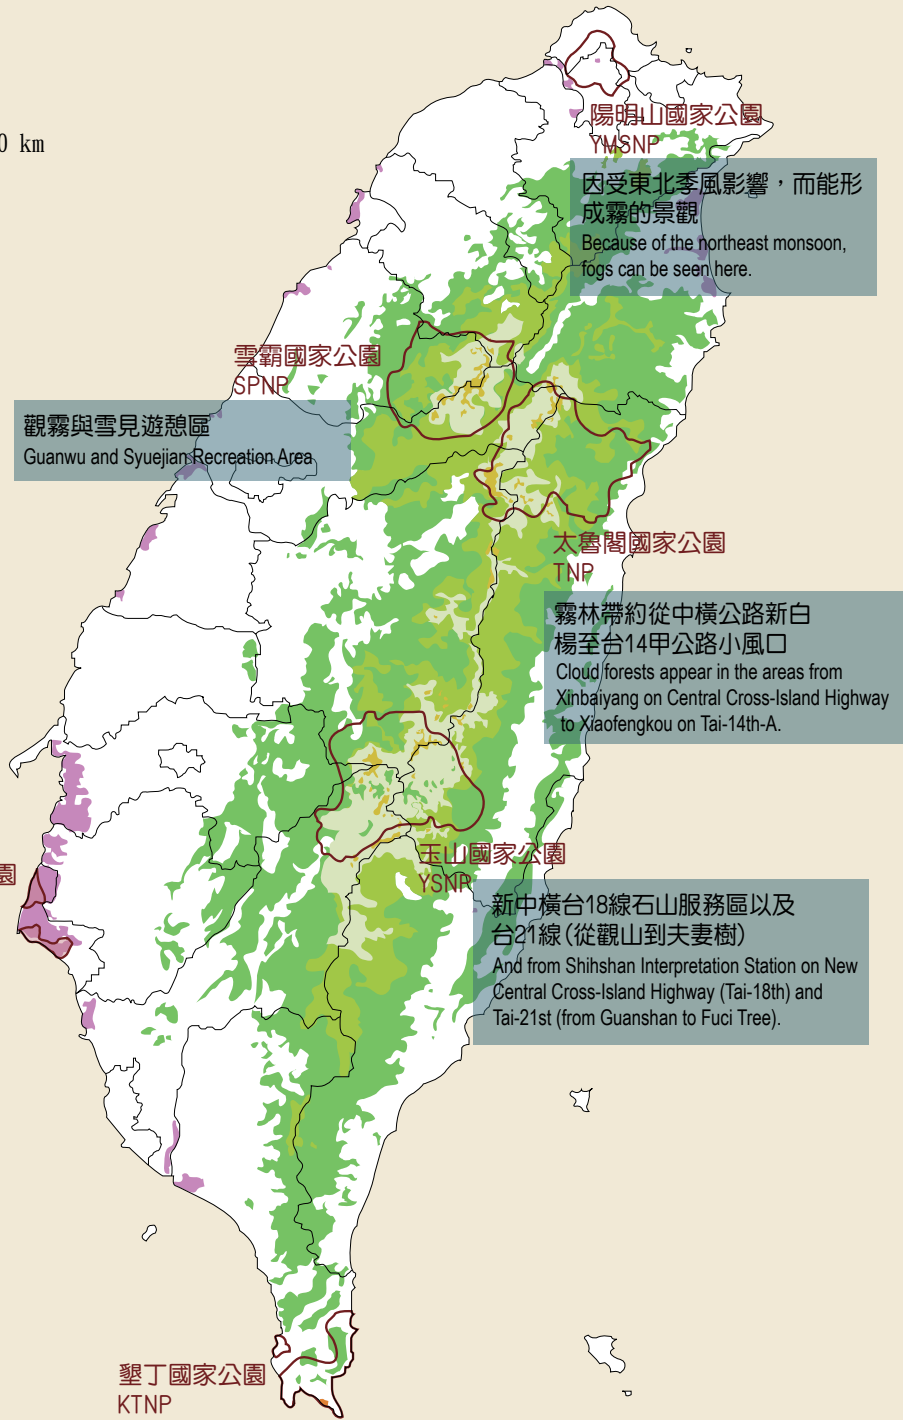 陽明山國家公園
YMSNP
0 km
因受東北季風影響，而能形
成霧的景觀
Because of the northeast monsoon,
fogs can be seen here.
雪霸國家公園
SPNP
觀霧與雪見遊憩區
Guanwu and Syuejian Recreation Area
太魯閣國家公園
TNP
霧林帶約從中橫公路新白
楊至台14甲公路小風口
Cloud forests appear in the areas from
Xinbaiyang on Central Cross-Island Highway
to Xiaofengkou on Tai-14th-A.
玉山國家公園
YSNP
園
新中橫台18線石山服務區以及
台21線(從觀山到夫妻樹)
And from Shihshan Interpretation Station on New
Central Cross-Island Highway (Tai-18th) and
Tai-21st (from Guanshan to Fuci Tree).
墾丁國家公園
KTNP